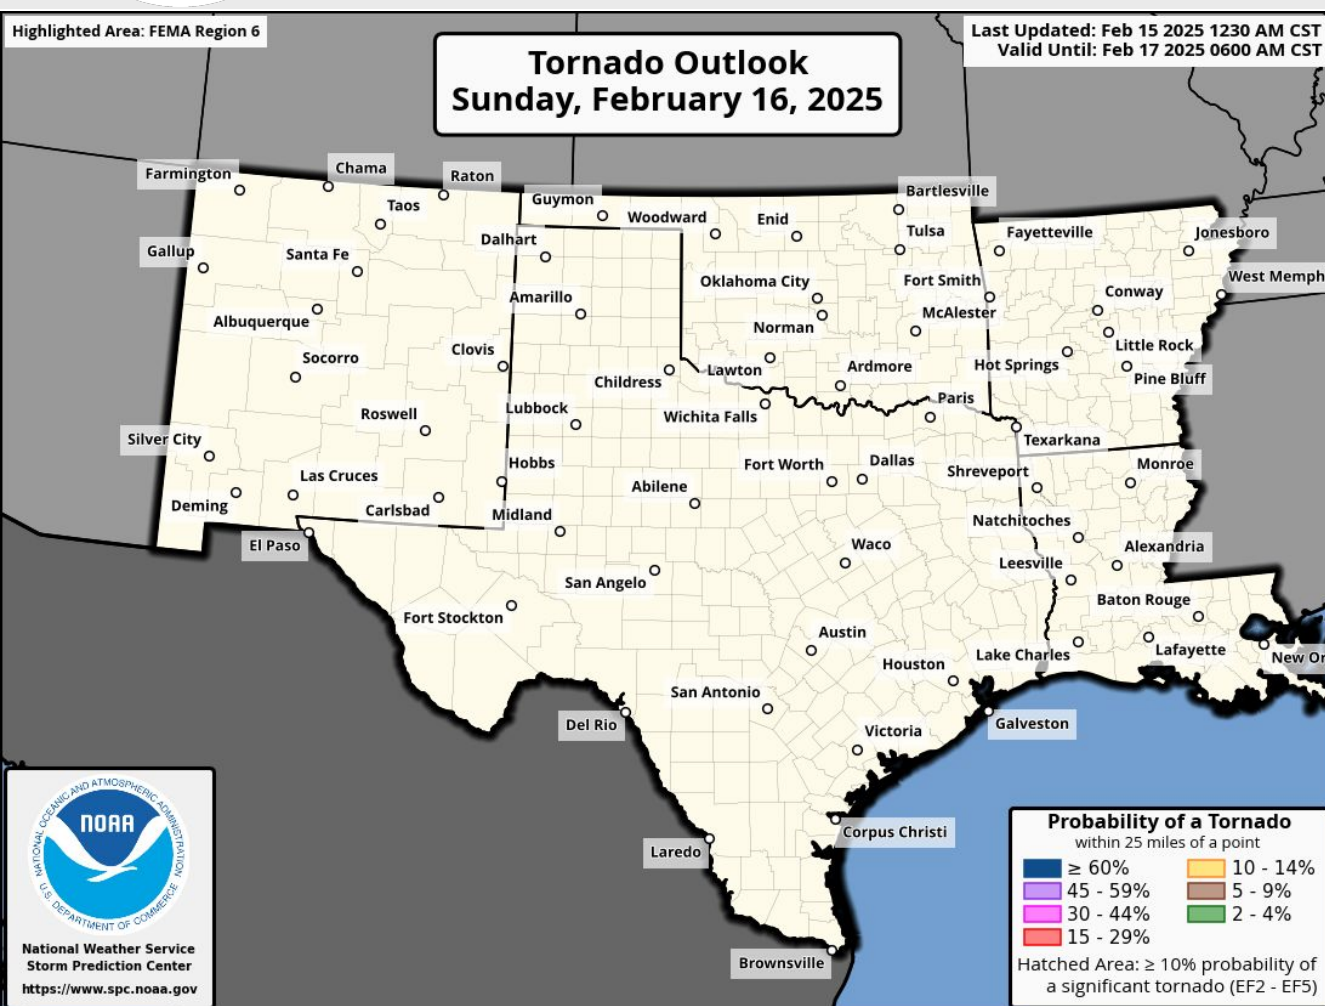 Highlighted Area: FEMA Region 6
Last Updated: Feb 15 2025 1230 AM CST
Valid Until: Feb 17 2025 0600 AM CST
Tornado Outlook
Sunday, February 16, 2025
Farmington
Chama
Raton
Taos
Guymon
Woodward
Enid
Bartlesville
Tulsa
Fayetteville
Jonesboro
Gallup
Santa Fe
Dalhart
Oklahoma City
Fort Smith
West Memph
Amarillo
Conway
Albuquerque
Norman
McAlester
Little Rock
Socorro
Clovis
Lawton
Ardmore
Hot Springs
Pine Bluff
Childress
Roswell
Lubbock
Wichita Falls
Paris
Silver City
Texarkana
Las Cruces
Hobbs
Fort Worth
Dallas
Shreveport
Monroe
Deming
Carlsbad
Abilene
Midland
Natchitoches
El Paso
Waco
Alexandria
San Angelo
Leesville
Fort Stockton
Baton Rouge
Austin
Lake Charles
Lafayette
New Or
Houston
San Antonio
Del Rio
Galveston
Victoria
Corpus Christi
Laredo
Brownsville
NATIONAL OCEANIC AND ATMOSPHERIC ADMINISTRATION
NOAA
U.S. DEPARTMENT OF COMMERCE
National Weather Service
Storm Prediction Center
https://www.spc.noaa.gov
Probability of a Tornado
within 25 miles of a point
≥ 60%
10 - 14%
45 - 59%
5 - 9%
30 - 44%
2 - 4%
15 - 29%
Hatched Area: ≥ 10% probability of
a significant tornado (EF2 - EF5)